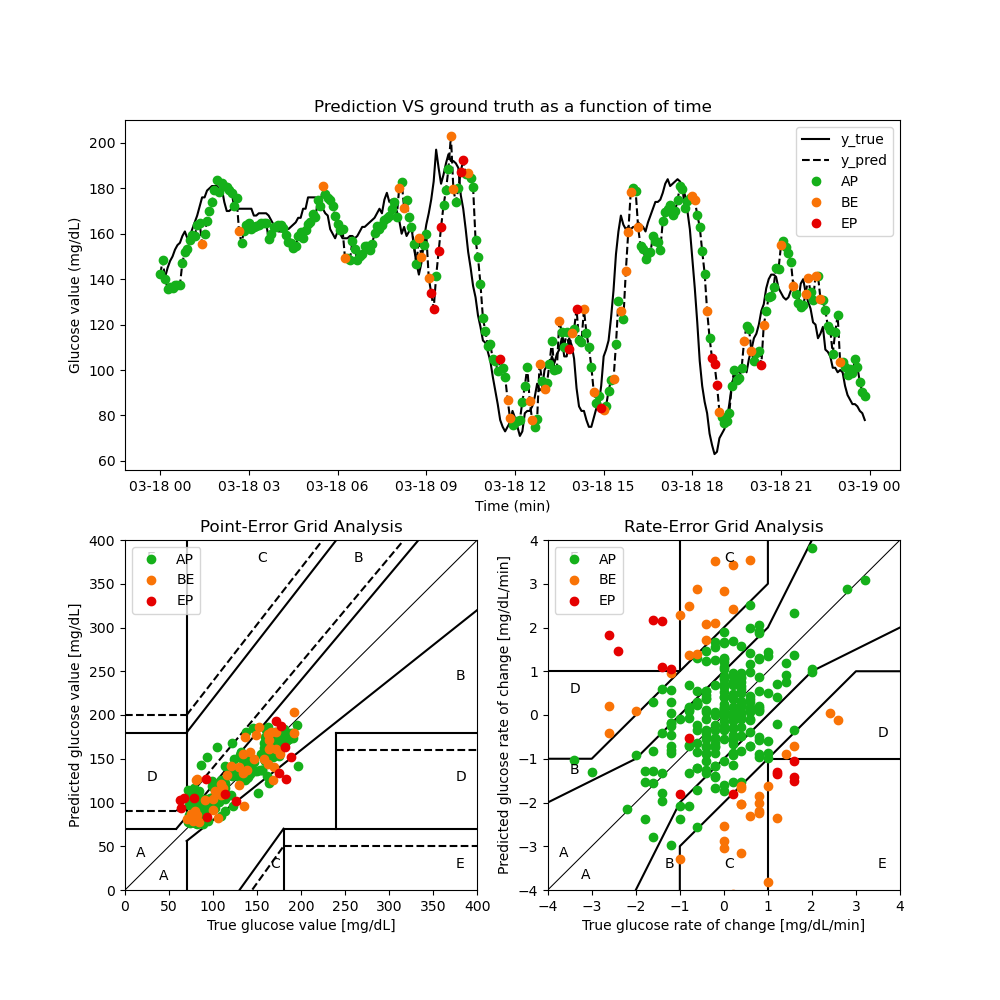 Prediction VS ground truth as a function of time
Glucose value (mg/dL)
200
180
160
140
120
100
80
60
y_true
y_pred
AP
BE
EP
03-18 00 03-18 03 03-18 06 03-18 09 03-18 12 03-18 15 03-18 18 03-18 21 03-19 00
Time (min)
Point-Error Grid Analysis
Predicted glucose value [mg/dL]
400
350
300
250
200
150
100
50
0
AP
BE
EP
C
B
B
D
D
A
A
C
E
0 50 100 150 200 250 300 350 400
True glucose value [mg/dL]
Rate-Error Grid Analysis
Predicted glucose rate of change [mg/dL/min]
4
3
2
1
0
−1
−2
−3
−4
AP
BE
EP
C
D
D
B
A
A
B
C
E
−4 −3 −2 −1 0 1 2 3 4
True glucose rate of change [mg/dL/min]